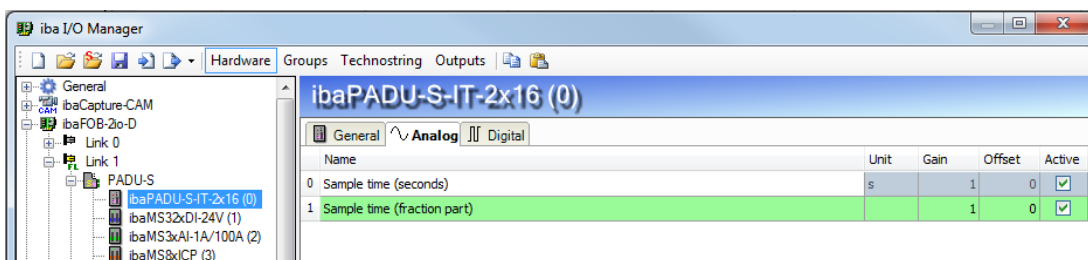 iba I/O Manager
Hardware Groups Technostring Outputs
General
ibaCapture-CAM
ibaFOB-2io-D
Link 0
Link 1
PADU-S
ibaPADU-S-IT-2x16 (0)
ibaMS32xDI-24V (1)
ibaMS3xAI-1A/100A (2)
ibaMS8xICP (3)
ibaPADU-S-IT-2x16 (0)
General Analog Digital
Name Unit Gain Offset Active
0 Sample time (seconds) s 1 0
1 Sample time (fraction part) 1 0